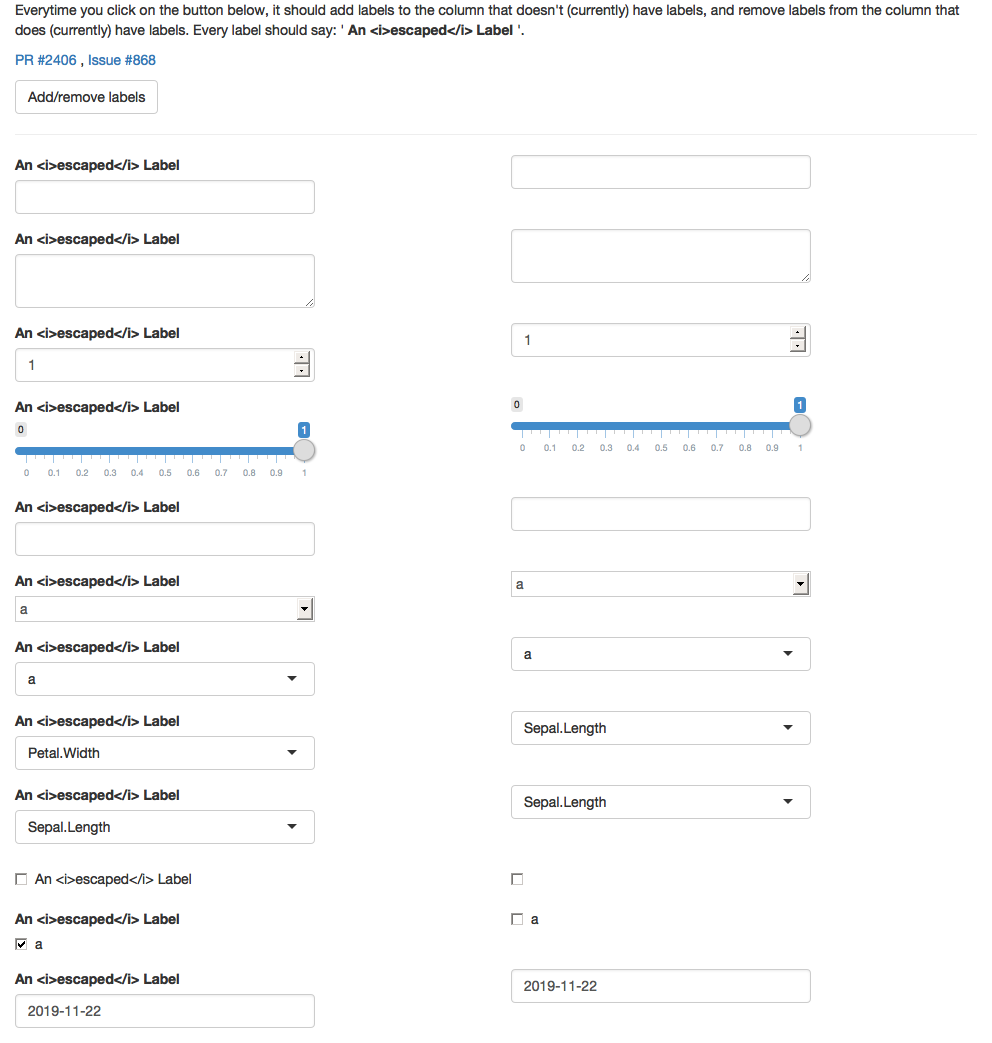 Everytime you click on the button below, it should add labels to the column that doesn't (currently) have labels, and remove labels from the column that
does (currently) have labels. Every label should say: ' An <i>escaped</i> Label '.
PR #2406 , Issue #868
Add/remove labels
An <i>escaped</i> Label
An <i>escaped</i> Label
An <i>escaped</i> Label
1
1
An <i>escaped</i> Label
0 1
0 0.1 0.2 0.3 0.4 0.5 0.6 0.7 0.8 0.9 1
0 1
0 0.1 0.2 0.3 0.4 0.5 0.6 0.7 0.8 0.9 1
An <i>escaped</i> Label
An <i>escaped</i> Label
a
a
An <i>escaped</i> Label
a
a
An <i>escaped</i> Label
Petal.Width
Sepal.Length
An <i>escaped</i> Label
Sepal.Length
Sepal.Length
An <i>escaped</i> Label
An <i>escaped</i> Label
a
a
An <i>escaped</i> Label
2019-11-22
2019-11-22